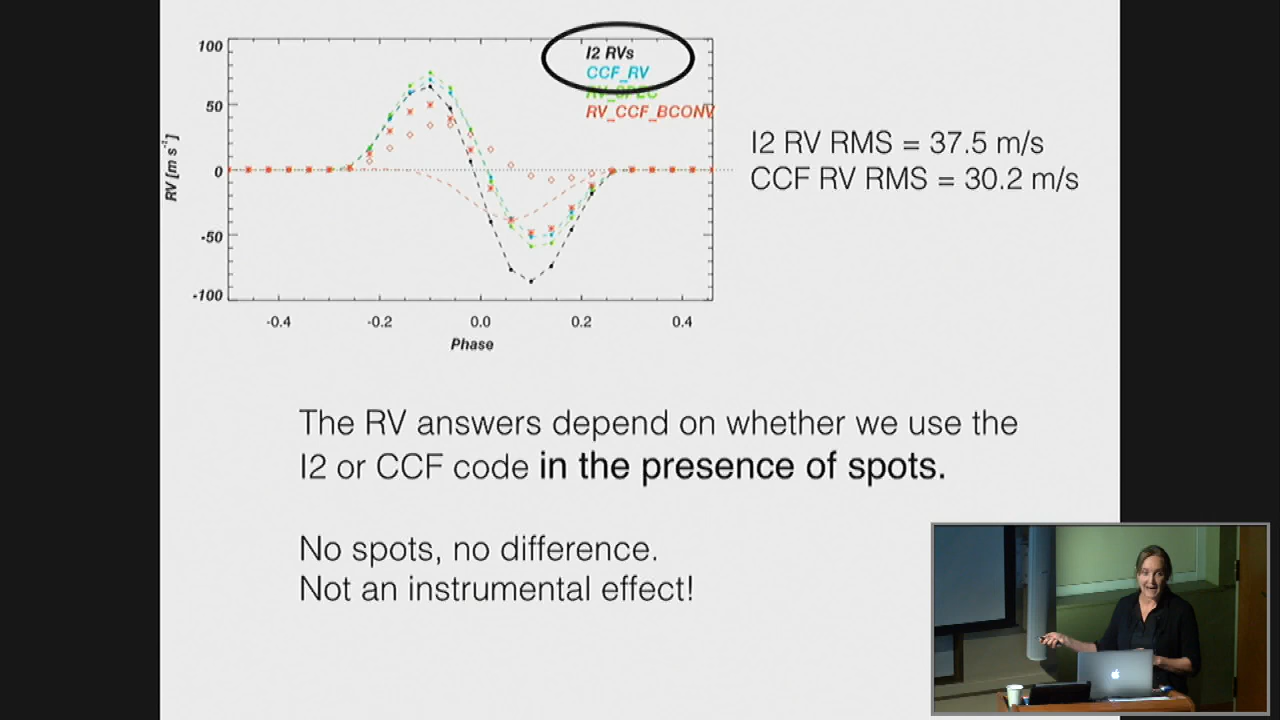 I2 RVs
CCF_RV
RV_SPEC
RV_CCF_BCONV
100
50
0
-50
-100
RV [m s⁻¹]
-0.4 -0.2 0.0 0.2 0.4
Phase
I2 RV RMS = 37.5 m/s
CCF RV RMS = 30.2 m/s
The RV answers depend on whether we use the
I2 or CCF code in the presence of spots.
No spots, no difference.
Not an instrumental effect!